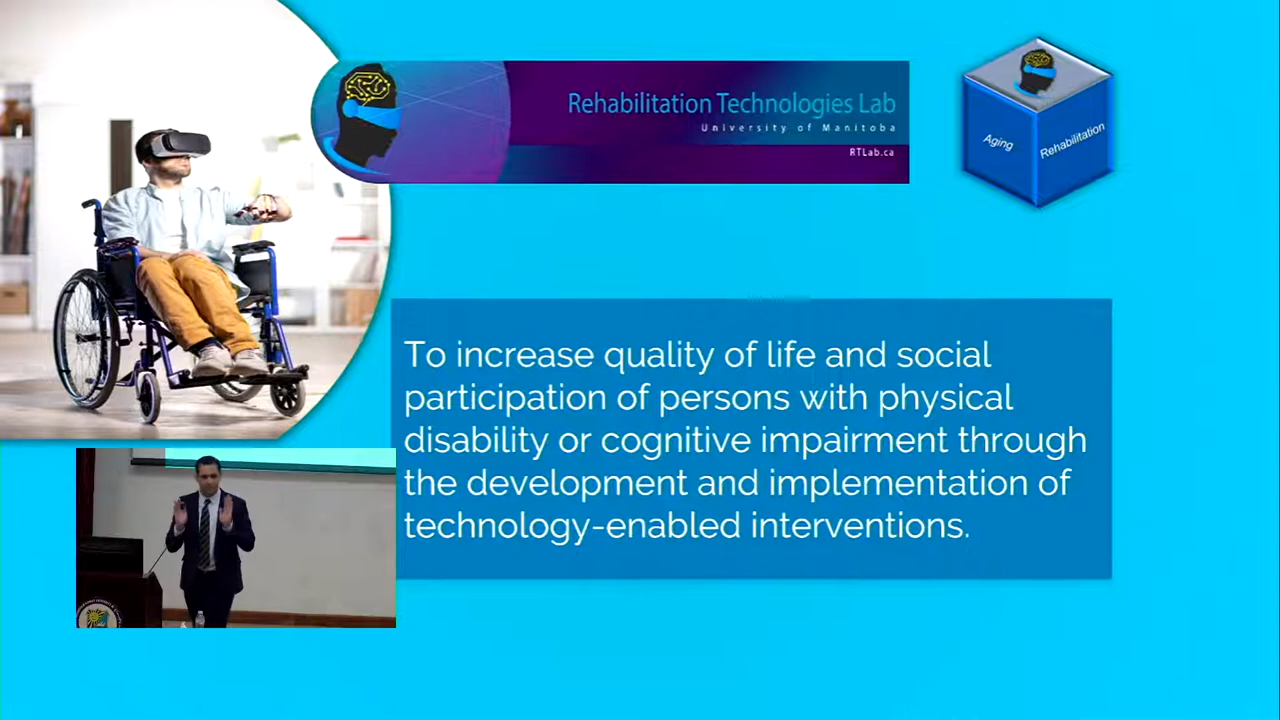 Rehabilitation Technologies Lab
University of Manitoba
RTLab.ca
Aging
Rehabilitation
To increase quality of life and social
participation of persons with physical
disability or cognitive impairment through
the development and implementation of
technology-enabled interventions.